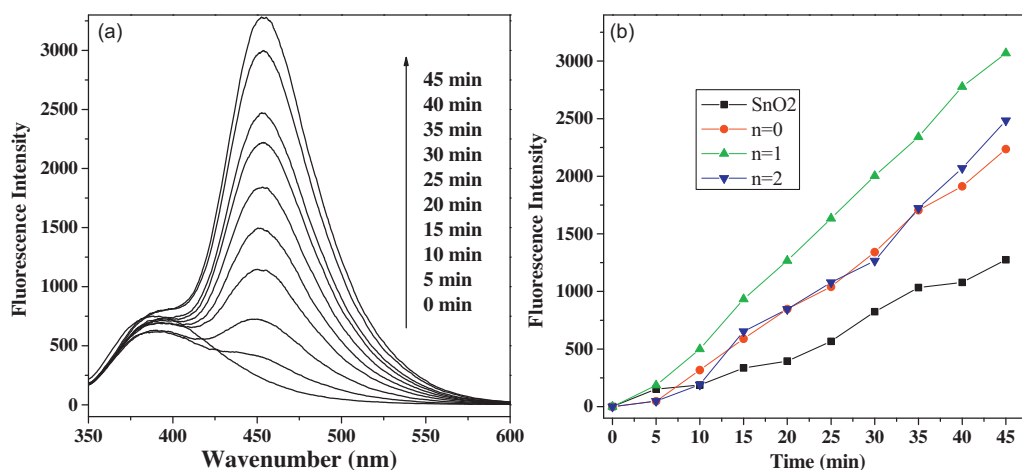 (a)
3000
2500
2000
1500
1000
500
0
Fluorescence Intensity
45 min
40 min
35 min
30 min
25 min
20 min
15 min
10 min
5 min
0 min
350 400 450 500 550 600
Wavenumber (nm)
(b)
3000
2500
2000
1500
1000
500
0
Fluorescence Intensity
SnO2
n=0
n=1
n=2
0 5 10 15 20 25 30 35 40 45
Time (min)